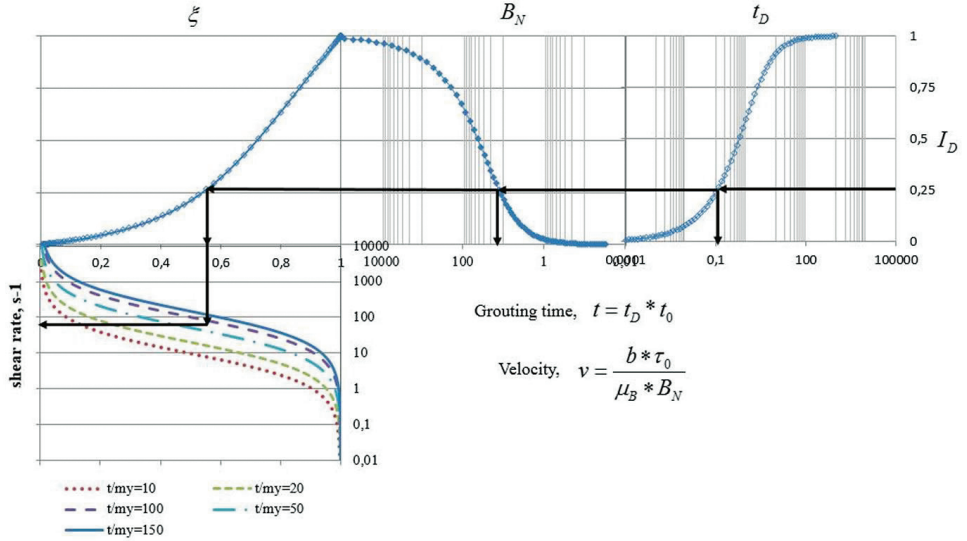 ξ B_N t_D
1
0,75
0,5
I_D
0,25
0
0 0,2 0,4 0,6 0,8 1
10000 100 1 0,01
0,1 100 100000
10000
1000
100
10
1
0,1
0,01
shear rate, s-1
Grouting time, t = t_D * t_0
Velocity, v = b * τ_0 / μ_B * B_N
t/my=10 t/my=20
t/my=100 t/my=50
t/my=150